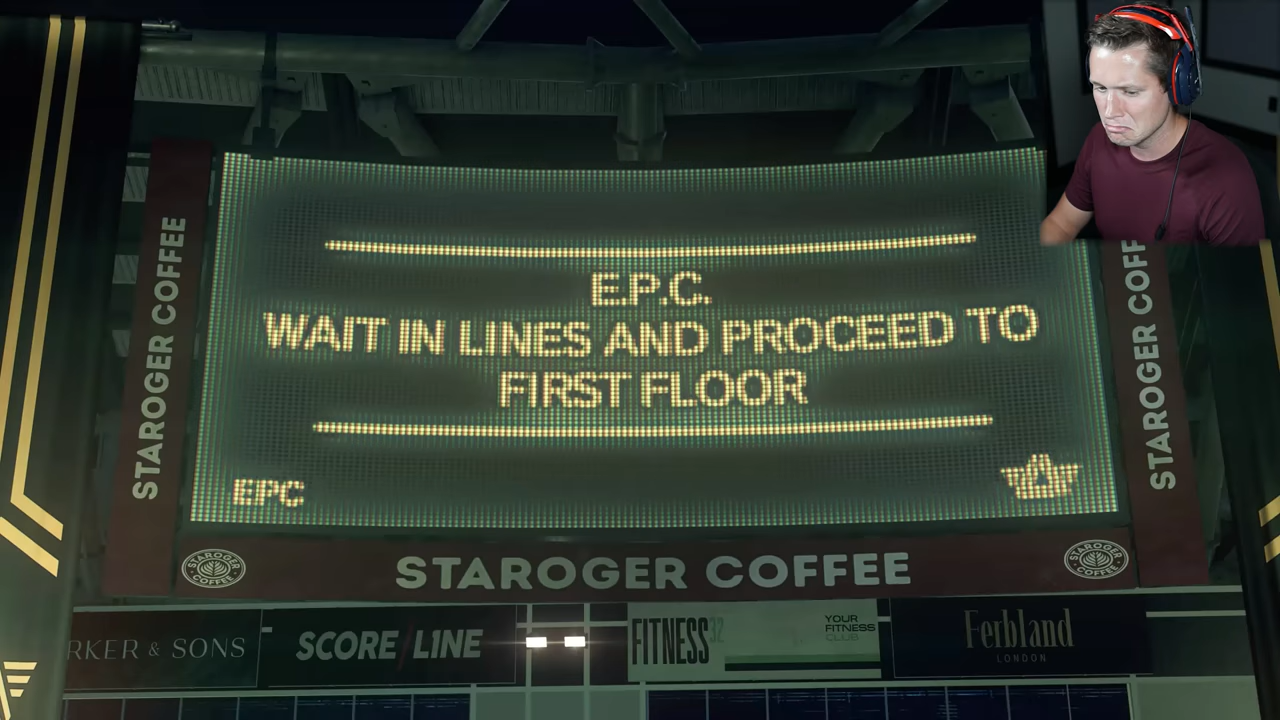 E.P.C.
WAIT IN LINES AND PROCEED TO
FIRST FLOOR
EPC
STAROGER COFFEE
STAROGER COFF
STAROGER COFFEE
STAROGER COFFEE
STAROGER COFFEE
RKER & SONS
SCORE/L1NE
FITNESS32
YOUR
FITNESS
CLUB
Ferbland
LONDON